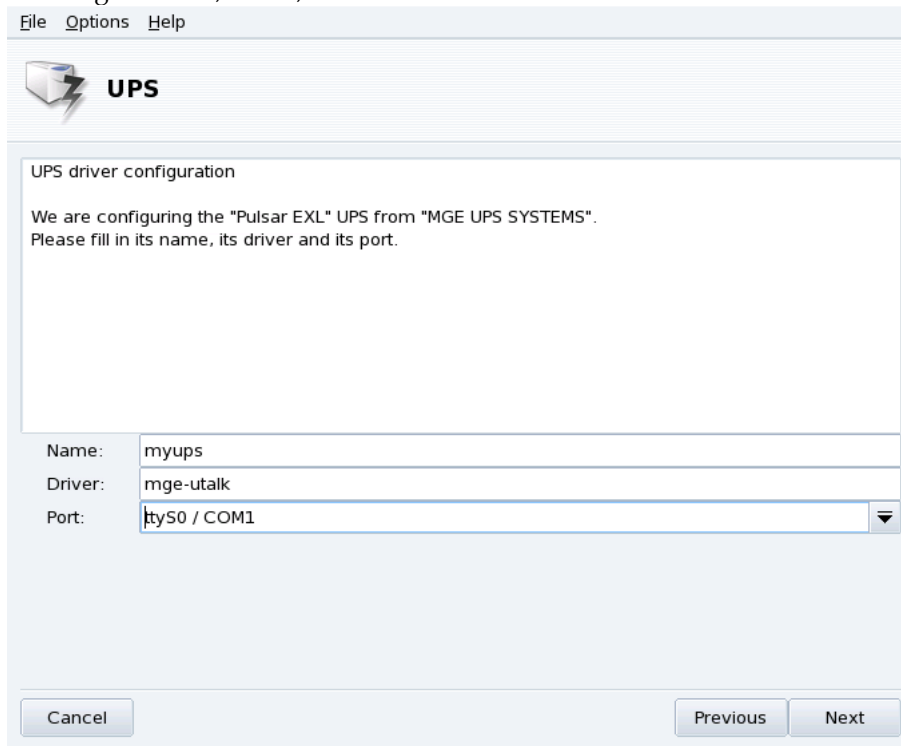 File Options Help
UPS
UPS driver configuration
We are configuring the "Pulsar EXL" UPS from "MGE UPS SYSTEMS".
Please fill in its name, its driver and its port.
Name: myups
Driver: mge-utalk
Port: ttyS0 / COM1
Cancel Previous Next